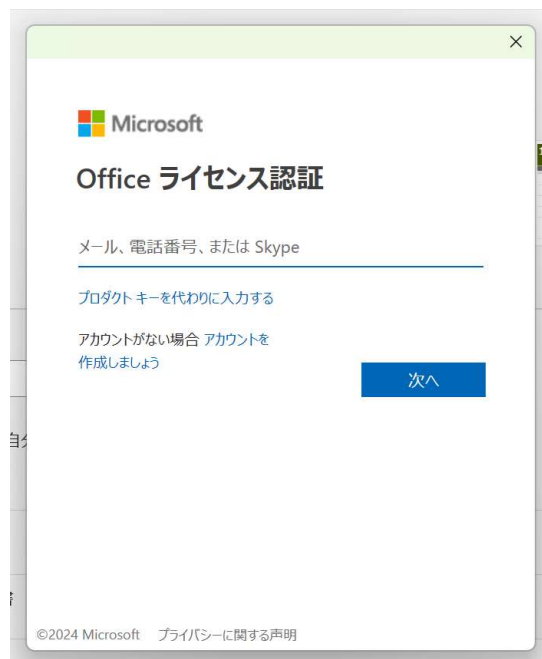 Microsoft
Office ライセンス認証
メール、電話番号、または Skype
プロダクト キーを代わりに入力する
アカウントがない場合 アカウントを
作成しましょう
次へ
自分
©2024 Microsoft プライバシーに関する声明